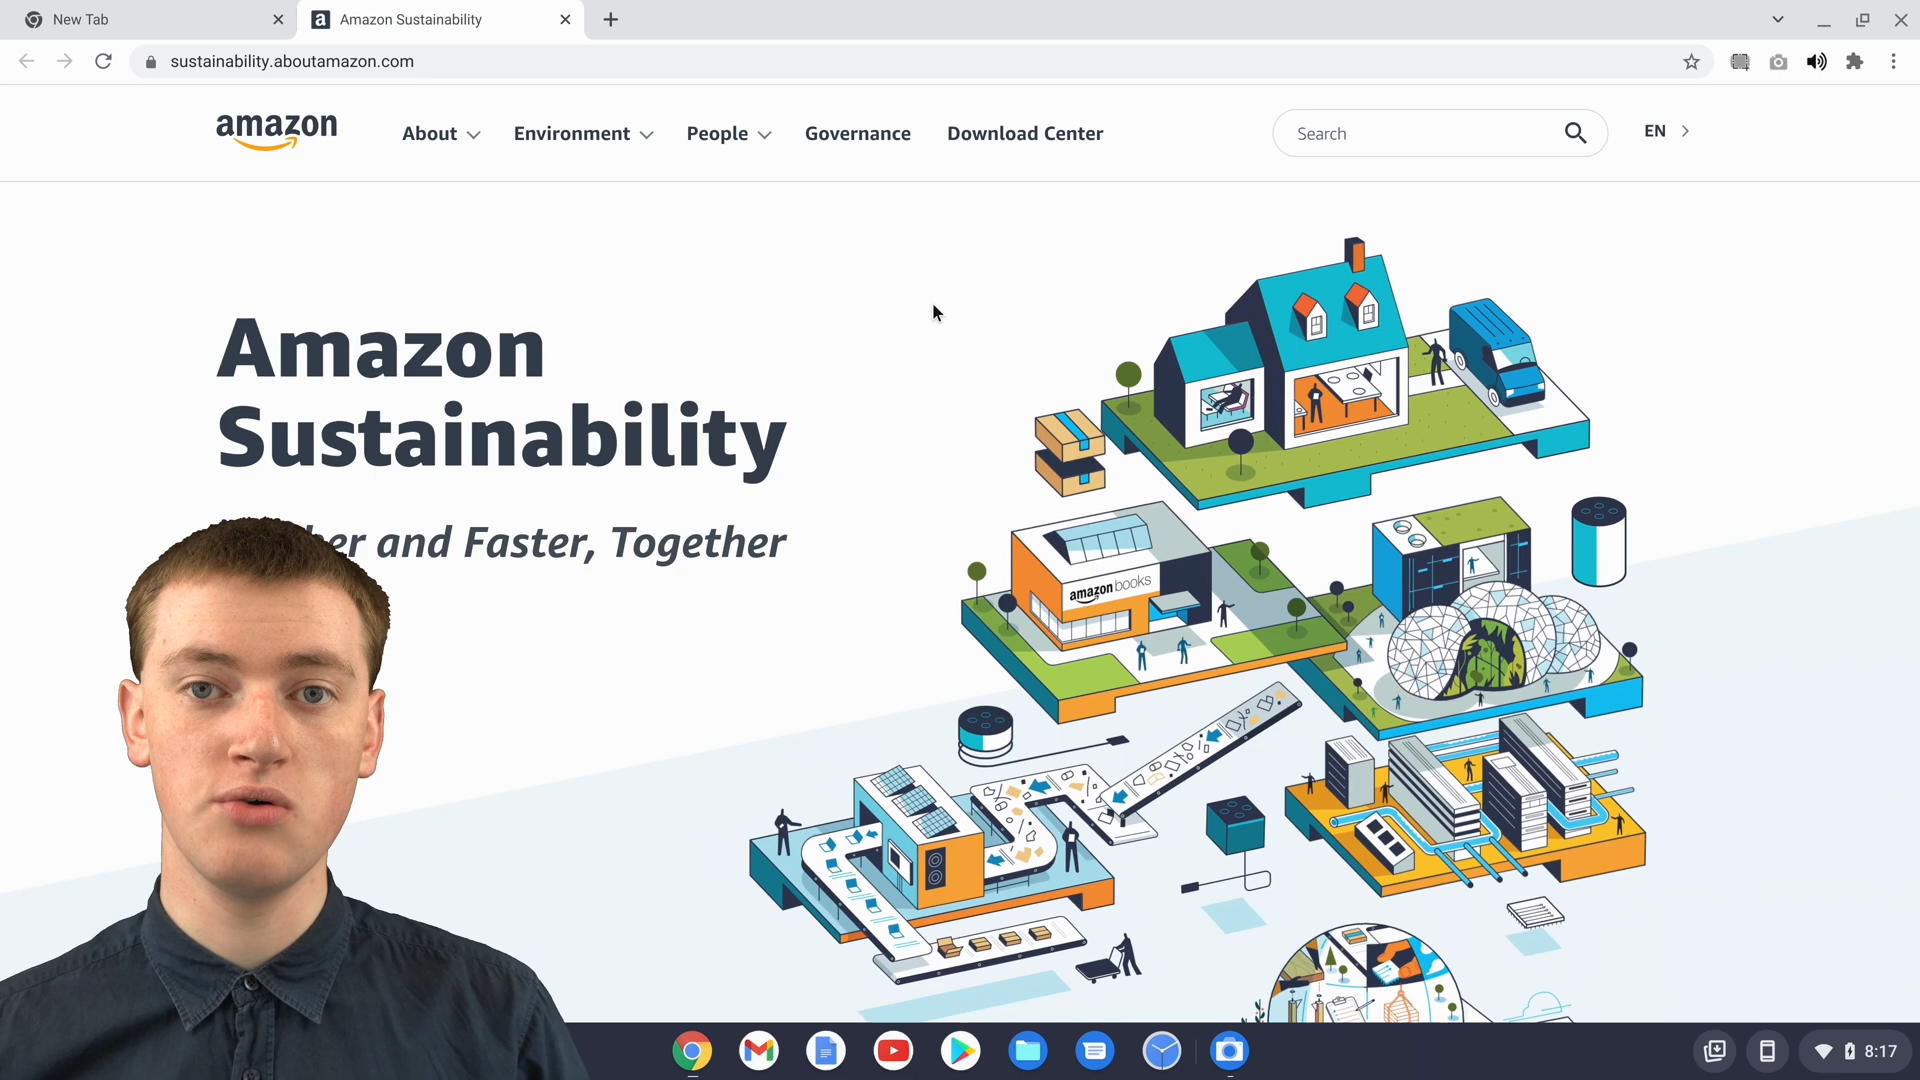 New Tab
Amazon Sustainability
sustainability.aboutamazon.com
amazon
About
Environment
People
Governance
Download Center
Search
EN
Amazon
Sustainability
er and Faster, Together
amazon books
8:17